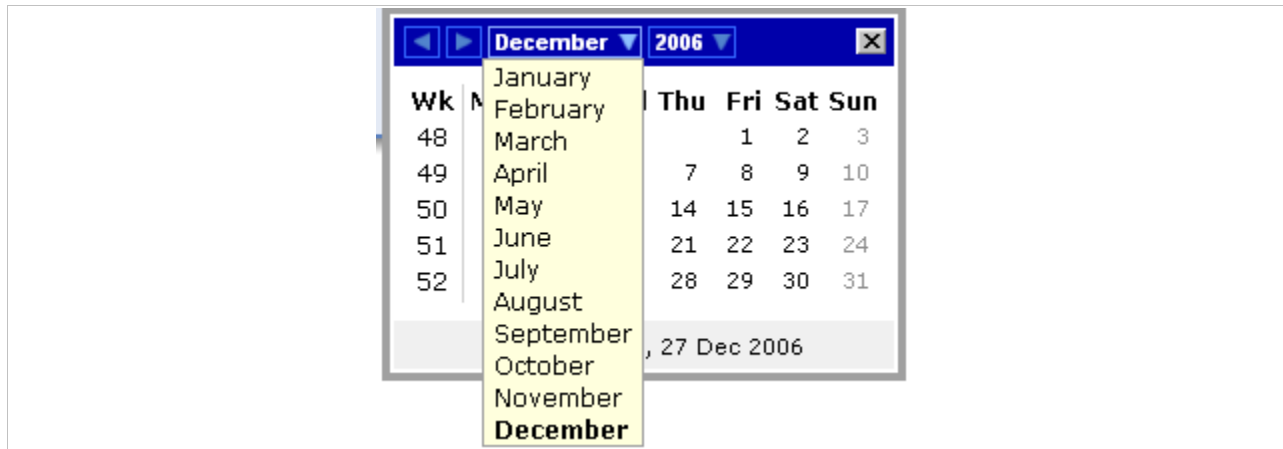 December 2006
Wk Thu Fri Sat Sun
48 1 2 3
49 7 8 9 10
50 14 15 16 17
51 21 22 23 24
52 28 29 30 31
, 27 Dec 2006
January
February
March
April
May
June
July
August
September
October
November
December